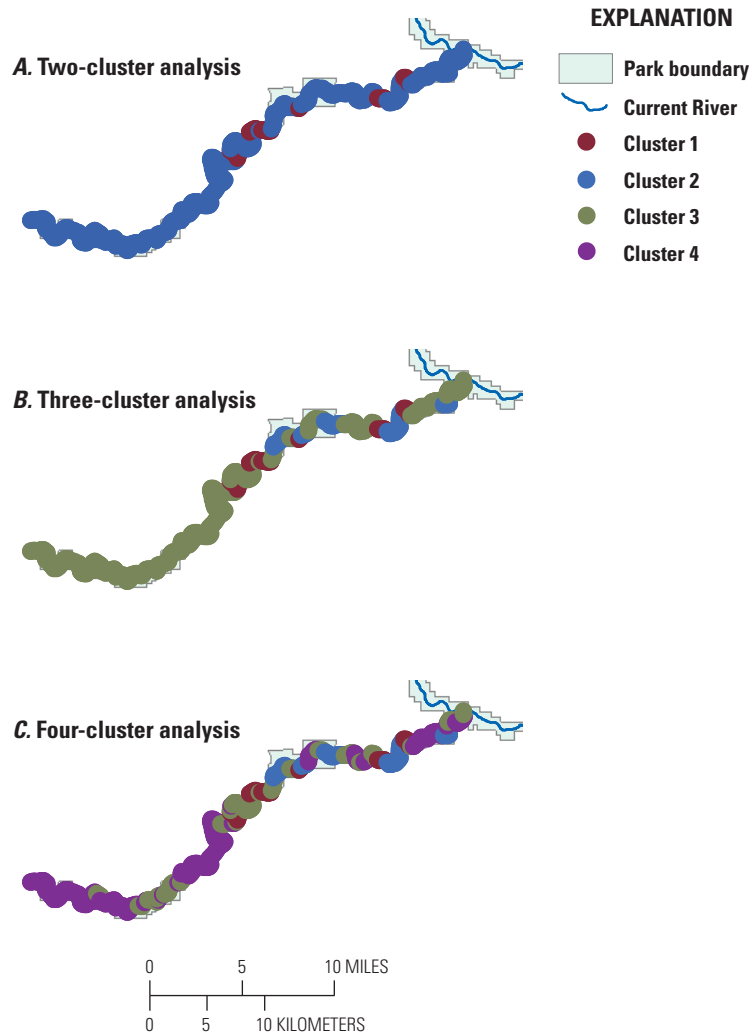 EXPLANATION
Park boundary
Current River
Cluster 1
Cluster 2
Cluster 3
Cluster 4
A. Two-cluster analysis
B. Three-cluster analysis
C. Four-cluster analysis
0 5 10 MILES
0 5 10 KILOMETERS